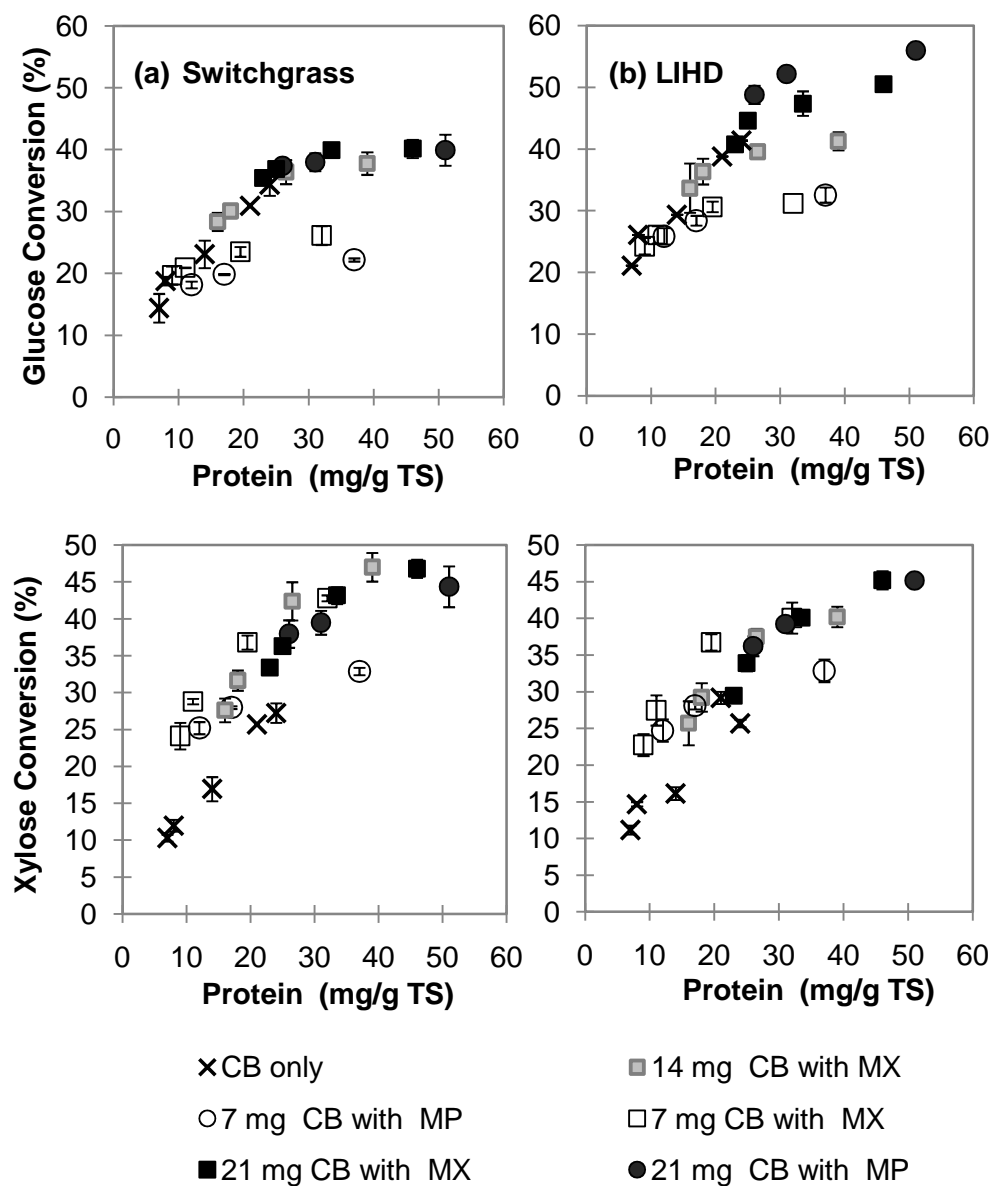 (a) Switchgrass
Glucose Conversion (%)
60
50
40
30
20
10
0
0 10 20 30 40 50 60
Protein (mg/g TS)
(b) LIHD
60
50
40
30
20
10
0
0 10 20 30 40 50 60
Protein (mg/g TS)
Xylose Conversion (%)
50
45
40
35
30
25
20
15
10
5
0
0 10 20 30 40 50 60
Protein (mg/g TS)
50
45
40
35
30
25
20
15
10
5
0
0 10 20 30 40 50 60
Protein (mg/g TS)
CB only
14 mg CB with MX
7 mg CB with MP
7 mg CB with MX
21 mg CB with MX
21 mg CB with MP